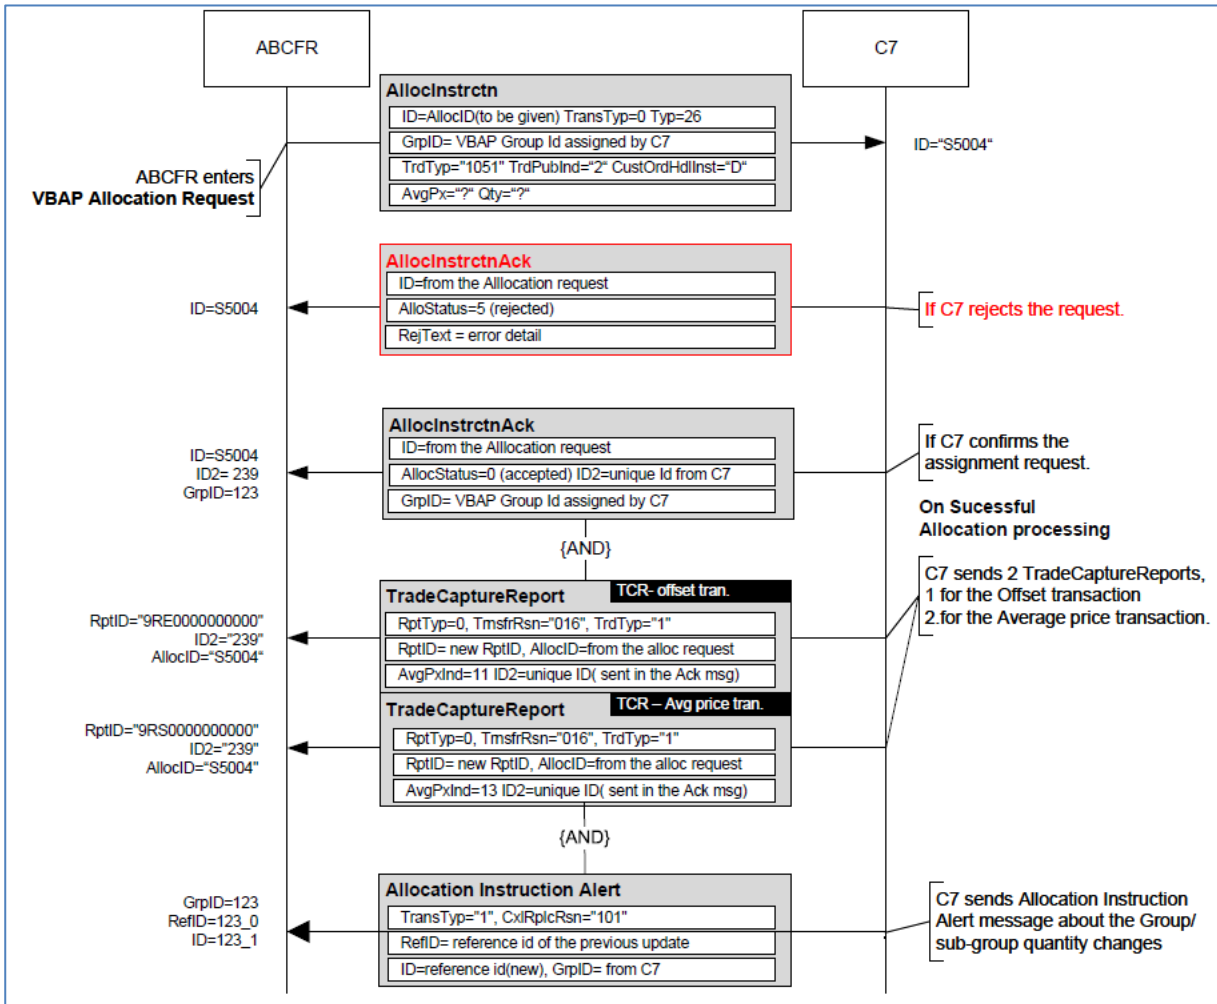 ABCFR
C7
AllocInstrctn
ID=AllocID(to be given) TransTyp=0 Typ=26
GrpID= VBAP Group Id assigned by C7
TrdTyp="1051" TrdPubInd=“2“ CustOrdHdlInst=“D“
AvgPx=“?“ Qty=“?“
ID=“S5004“
ABCFR enters
VBAP Allocation Request
AllocInstrctnAck
ID=from the Alllocation request
AlloStatus=5 (rejected)
RejText = error detail
ID=S5004
If C7 rejects the request.
AllocInstrctnAck
ID=from the Alllocation request
AllocStatus=0 (accepted) ID2=unique Id from C7
GrpID= VBAP Group Id assigned by C7
ID=S5004
ID2= 239
GrpID=123
If C7 confirms the
assignment request.
{AND}
On Sucessful
Allocation processing
C7 sends 2 TradeCaptureReports,
1 for the Offset transaction
2.for the Average price transaction.
TCR- offset tran.
TradeCaptureReport
RptTyp=0, TrnsfrRsn="016", TrdTyp="1"
RptID= new RptID, AllocID=from the alloc request
AvgPxInd=11 ID2=unique ID( sent in the Ack msg)
RptID="9RE0000000000"
ID2="239"
AllocID=“S5004“
TCR – Avg price tran.
TradeCaptureReport
RptTyp=0, TrnsfrRsn="016", TrdTyp="1"
RptID= new RptID, AllocID=from the alloc request
AvgPxInd=13 ID2=unique ID( sent in the Ack msg)
RptID="9RS0000000000"
ID2="239"
AllocID=“S5004"
{AND}
Allocation Instruction Alert
TransTyp="1", CxlRplcRsn="101"
RefID= reference id of the previous update
ID=reference id(new), GrpID= from C7
GrpID=123
RefID=123_0
ID=123_1
C7 sends Allocation Instruction
Alert message about the Group/
sub-group quantity changes